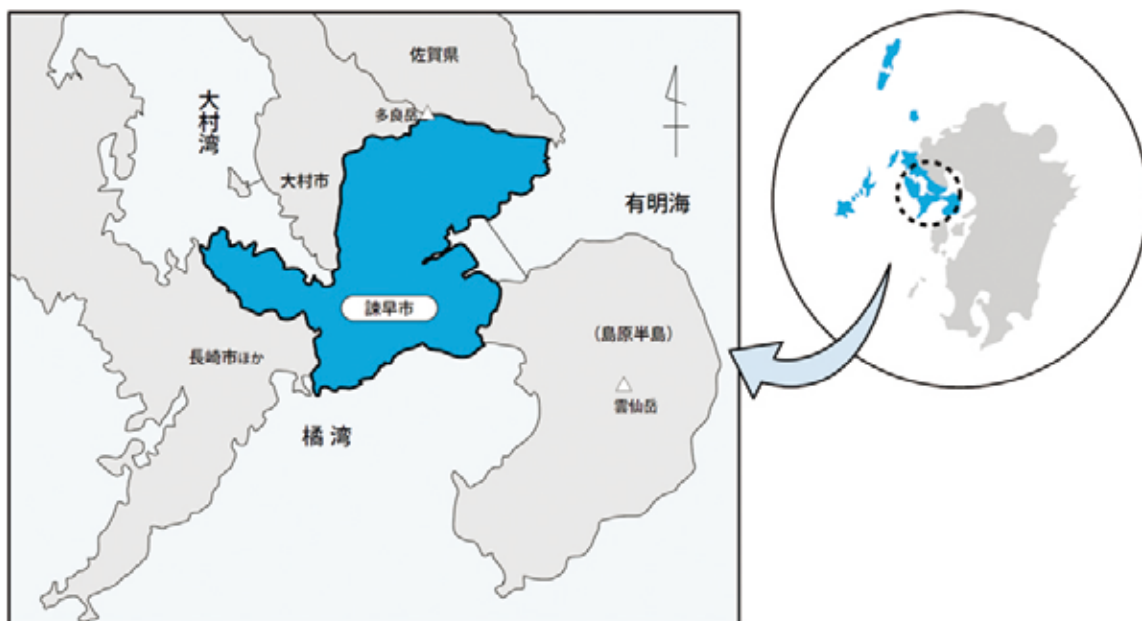 佐賀県
多良岳
大村湾
大村市
有明海
諫早市
(島原半島)
長崎市ほか
雲仙岳
橘湾